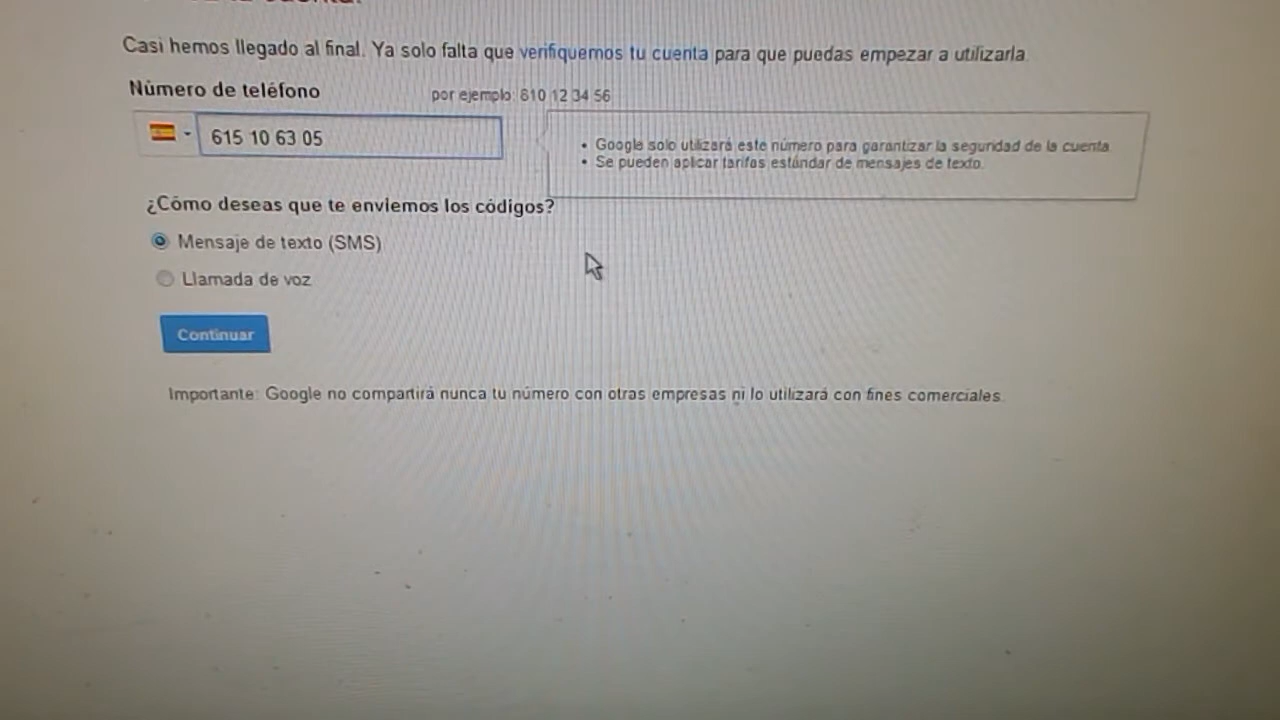 Casi hemos llegado al final. Ya solo falta que verifiquemos tu cuenta para que puedas empezar a utilizarla.
Número de teléfono
por ejemplo: 810 12 34 56
615 10 63 05
• Google solo utilizará este número para garantizar la seguridad de la cuenta.
• Se pueden aplicar tarifas estándar de mensajes de texto.
¿Cómo deseas que te enviemos los códigos?
Mensaje de texto (SMS)
Llamada de voz
Continuar
Importante: Google no compartirá nunca tu número con otras empresas ni lo utilizará con fines comerciales.